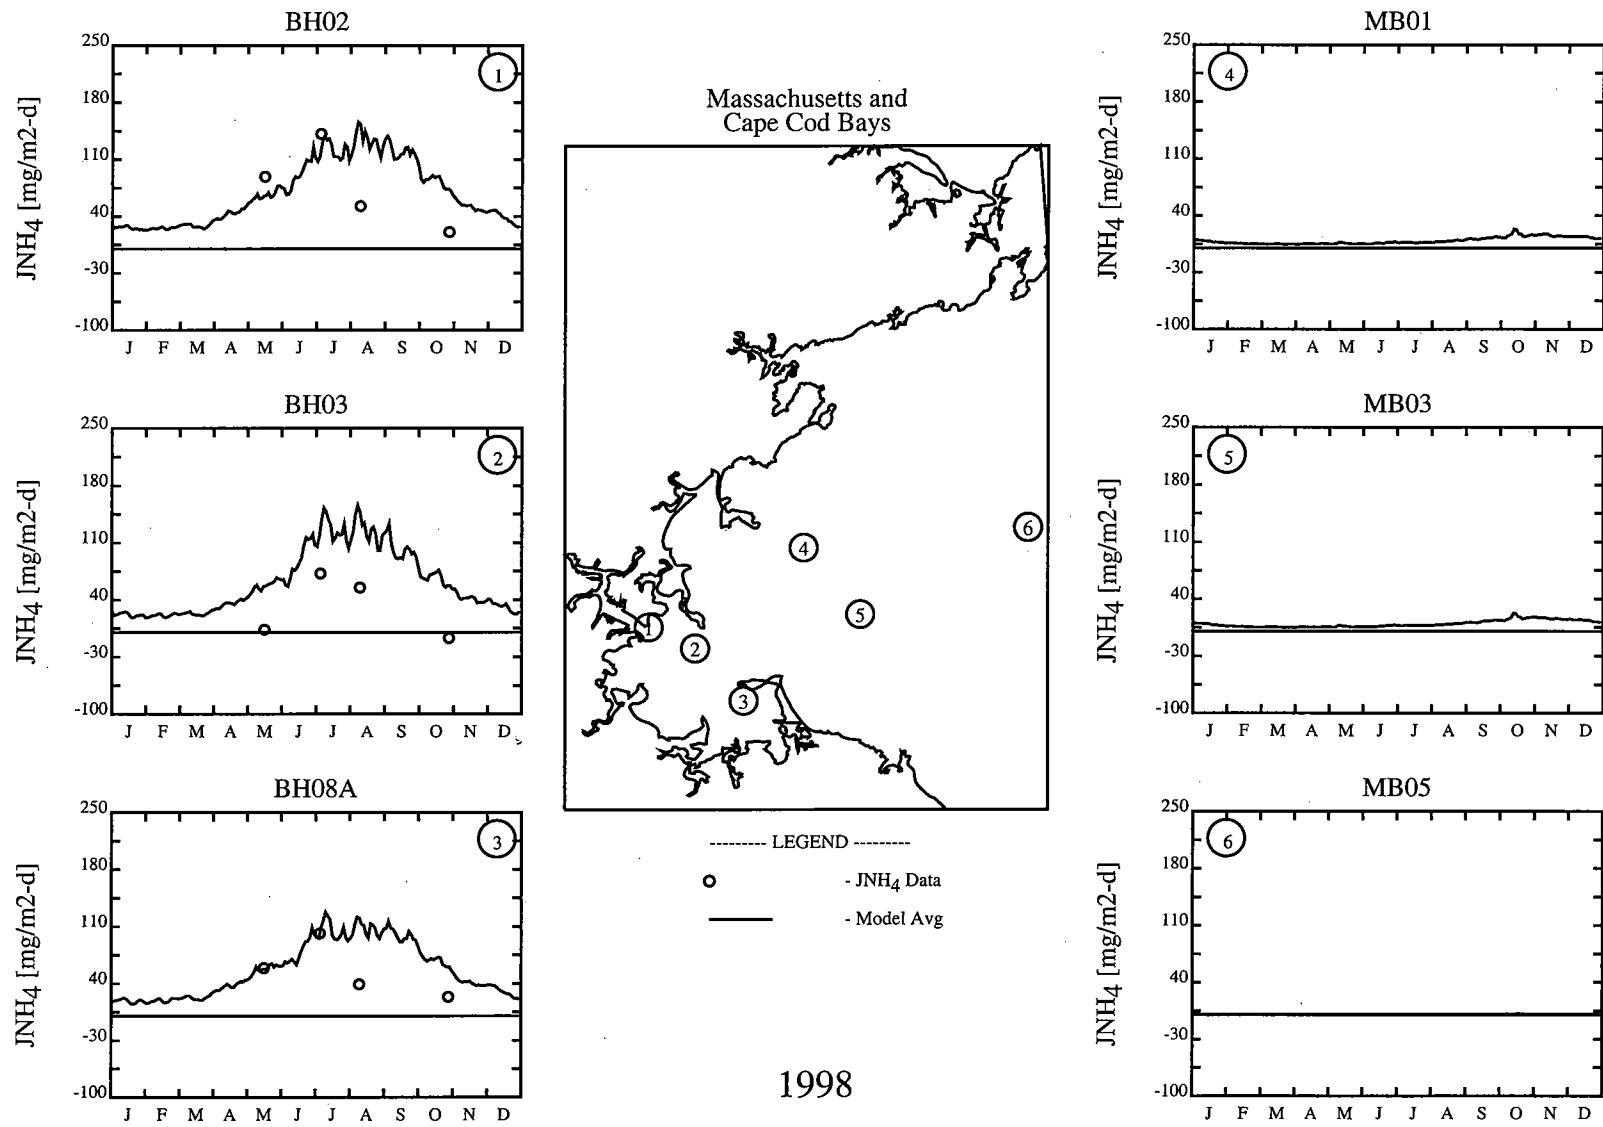 BH02
250
180
110
40
-30
-100
JNH4 [mg/m2-d]
1
J F M A M J J A S O N D
BH03
250
180
110
40
-30
-100
JNH4 [mg/m2-d]
2
J F M A M J J A S O N D
BH08A
250
180
110
40
-30
-100
JNH4 [mg/m2-d]
3
J F M A M J J A S O N D
Massachusetts and
Cape Cod Bays
6
4
5
1
2
3
--------- LEGEND ---------
- JNH4 Data
- Model Avg
1998
MB01
250
180
110
40
-30
-100
JNH4 [mg/m2-d]
4
J F M A M J J A S O N D
MB03
250
180
110
40
-30
-100
JNH4 [mg/m2-d]
5
J F M A M J J A S O N D
MB05
250
180
110
40
-30
-100
JNH4 [mg/m2-d]
6
J F M A M J J A S O N D